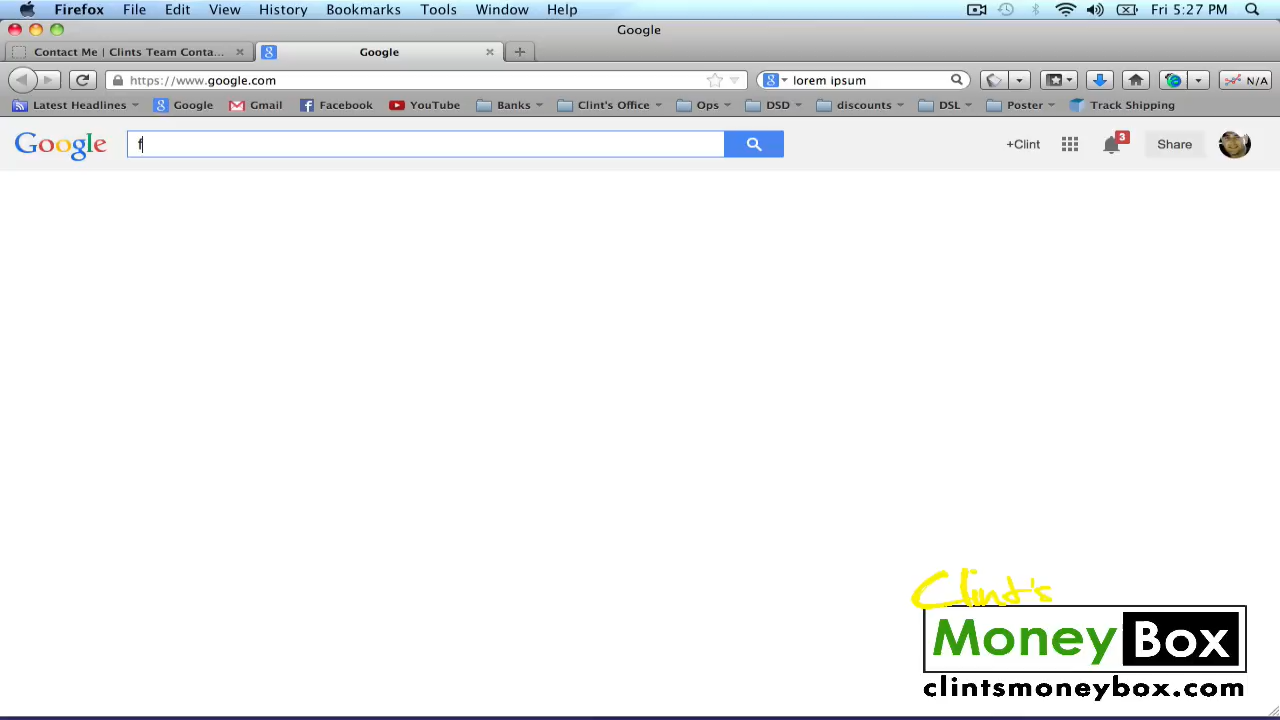 Firefox File Edit View History Bookmarks Tools Window Help Fri 5:27 PM
Google
Contact Me | Clints Team Conta... Google
https://www.google.com lorem ipsum N/A
Latest Headlines Google Gmail Facebook YouTube Banks Clint's Office Ops DSD discounts DSL Poster Track Shipping
Google f +Clint 3 Share
Clint's
MoneyBox
clintsmoneybox.com